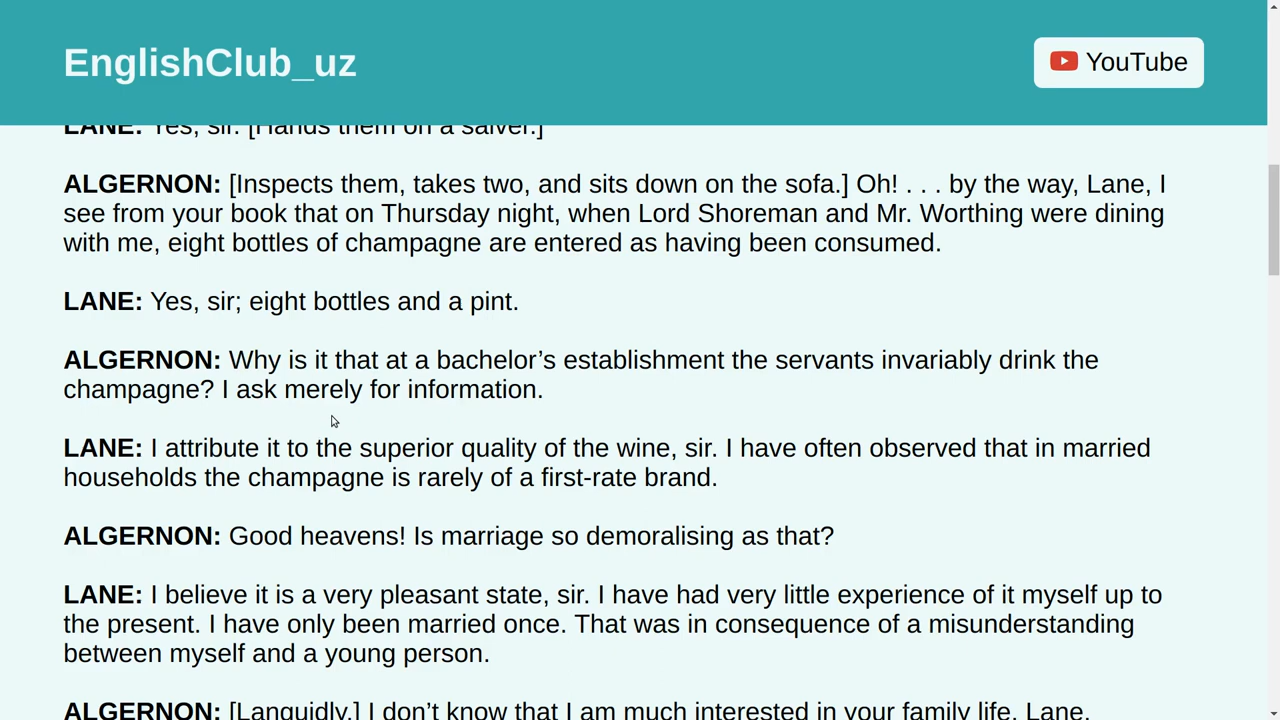 EnglishClub_uz
YouTube
LANE: Yes, sir. [Hands them on a salver.]
ALGERNON: [Inspects them, takes two, and sits down on the sofa.] Oh! . . . by the way, Lane, I
see from your book that on Thursday night, when Lord Shoreman and Mr. Worthing were dining
with me, eight bottles of champagne are entered as having been consumed.
LANE: Yes, sir; eight bottles and a pint.
ALGERNON: Why is it that at a bachelor’s establishment the servants invariably drink the
champagne? I ask merely for information.
LANE: I attribute it to the superior quality of the wine, sir. I have often observed that in married
households the champagne is rarely of a first-rate brand.
ALGERNON: Good heavens! Is marriage so demoralising as that?
LANE: I believe it is a very pleasant state, sir. I have had very little experience of it myself up to
the present. I have only been married once. That was in consequence of a misunderstanding
between myself and a young person.
ALGERNON: [Languidly.] I don’t know that I am much interested in your family life, Lane.